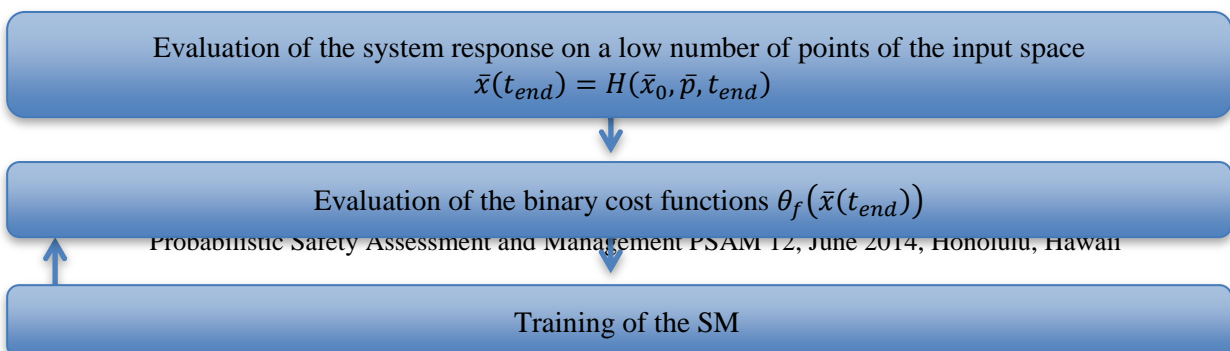 Evaluation of the system response on a low number of points of the input space
x̄(t_end) = H(x̄_0, p̄, t_end)
Evaluation of the binary cost functions θ_f(x̄(t_end))
Probabilistic Safety Assessment and Management PSAM 12, June 2014, Honolulu, Hawaii
Training of the SM